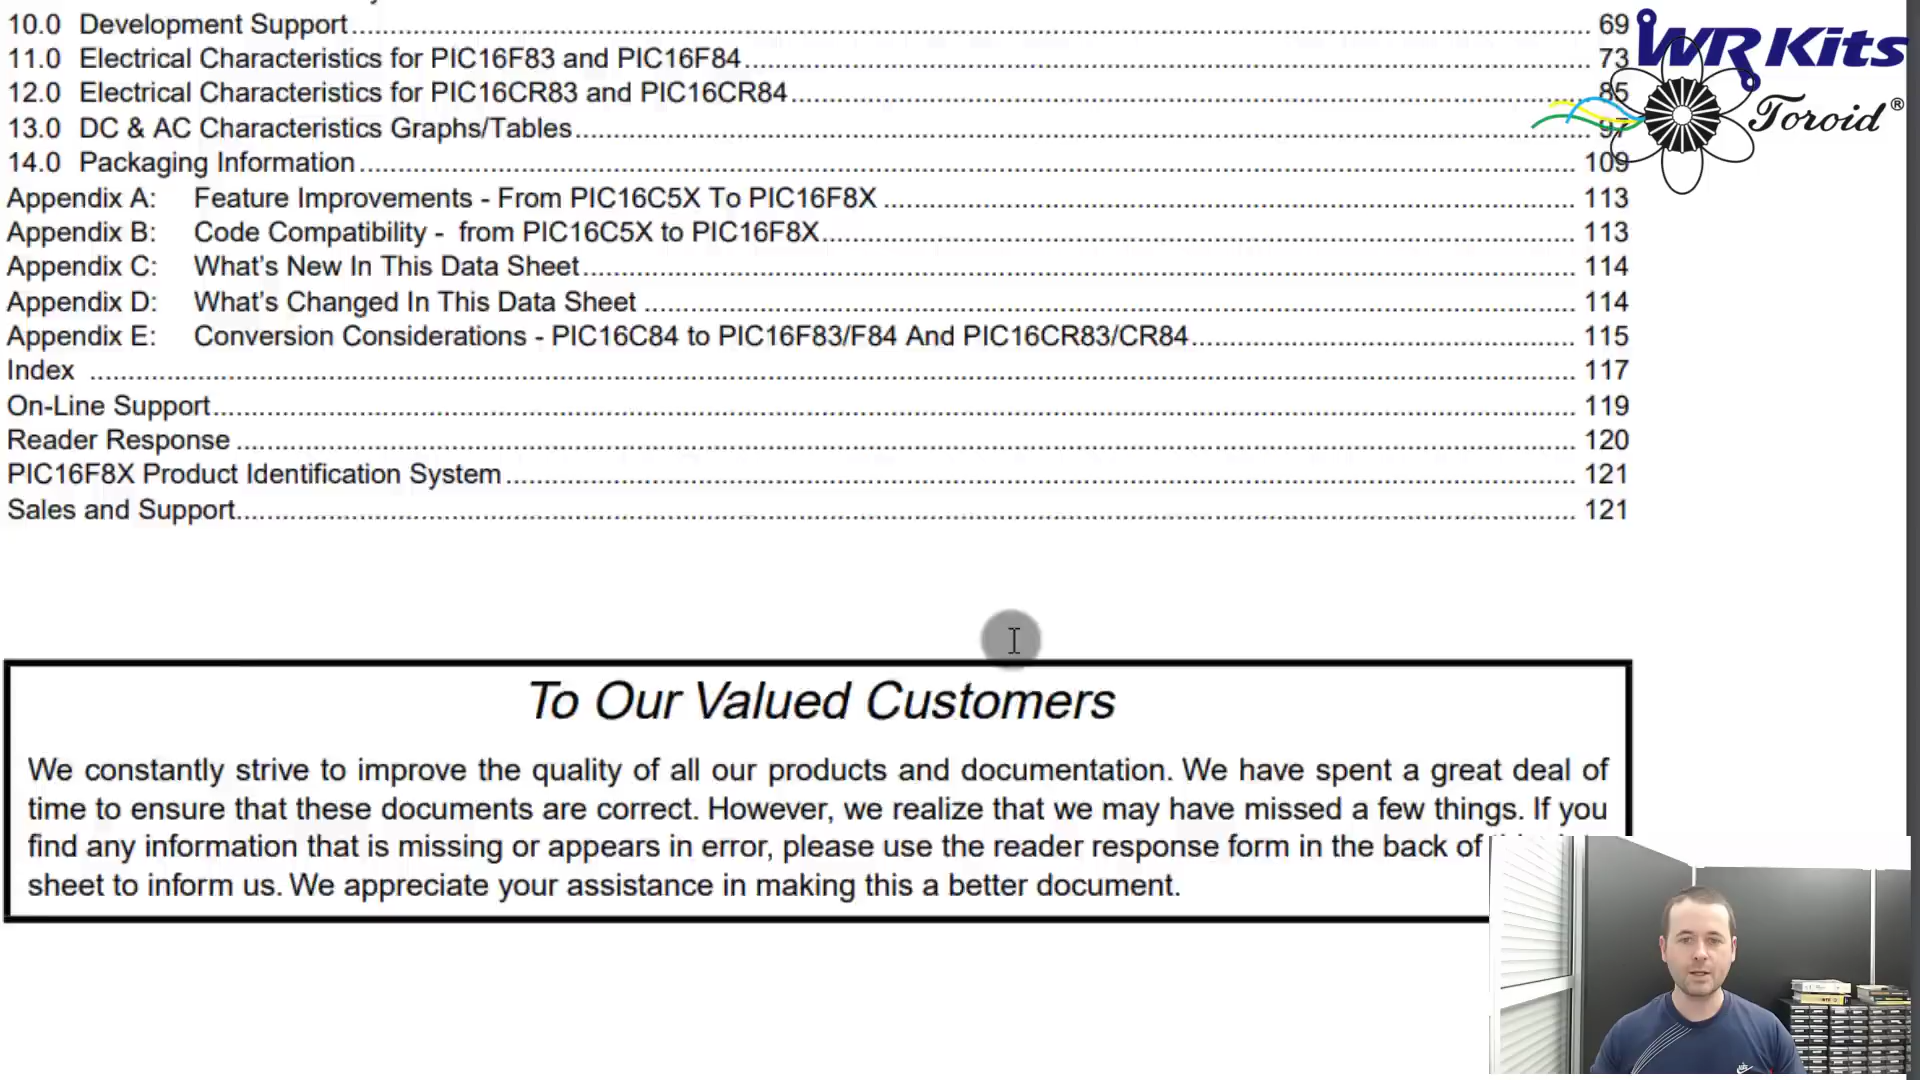 10.0 Development Support 69
11.0 Electrical Characteristics for PIC16F83 and PIC16F84 73
12.0 Electrical Characteristics for PIC16CR83 and PIC16CR84 85
13.0 DC & AC Characteristics Graphs/Tables 97
14.0 Packaging Information 109
Appendix A: Feature Improvements - From PIC16C5X To PIC16F8X 113
Appendix B: Code Compatibility - from PIC16C5X to PIC16F8X 113
Appendix C: What's New In This Data Sheet 114
Appendix D: What's Changed In This Data Sheet 114
Appendix E: Conversion Considerations - PIC16C84 to PIC16F83/F84 And PIC16CR83/CR84 115
Index 117
On-Line Support 119
Reader Response 120
PIC16F8X Product Identification System 121
Sales and Support 121
WR Kits
Toroid®
To Our Valued Customers
We constantly strive to improve the quality of all our products and documentation. We have spent a great deal of
time to ensure that these documents are correct. However, we realize that we may have missed a few things. If you
find any information that is missing or appears in error, please use the reader response form in the back of
sheet to inform us. We appreciate your assistance in making this a better document.